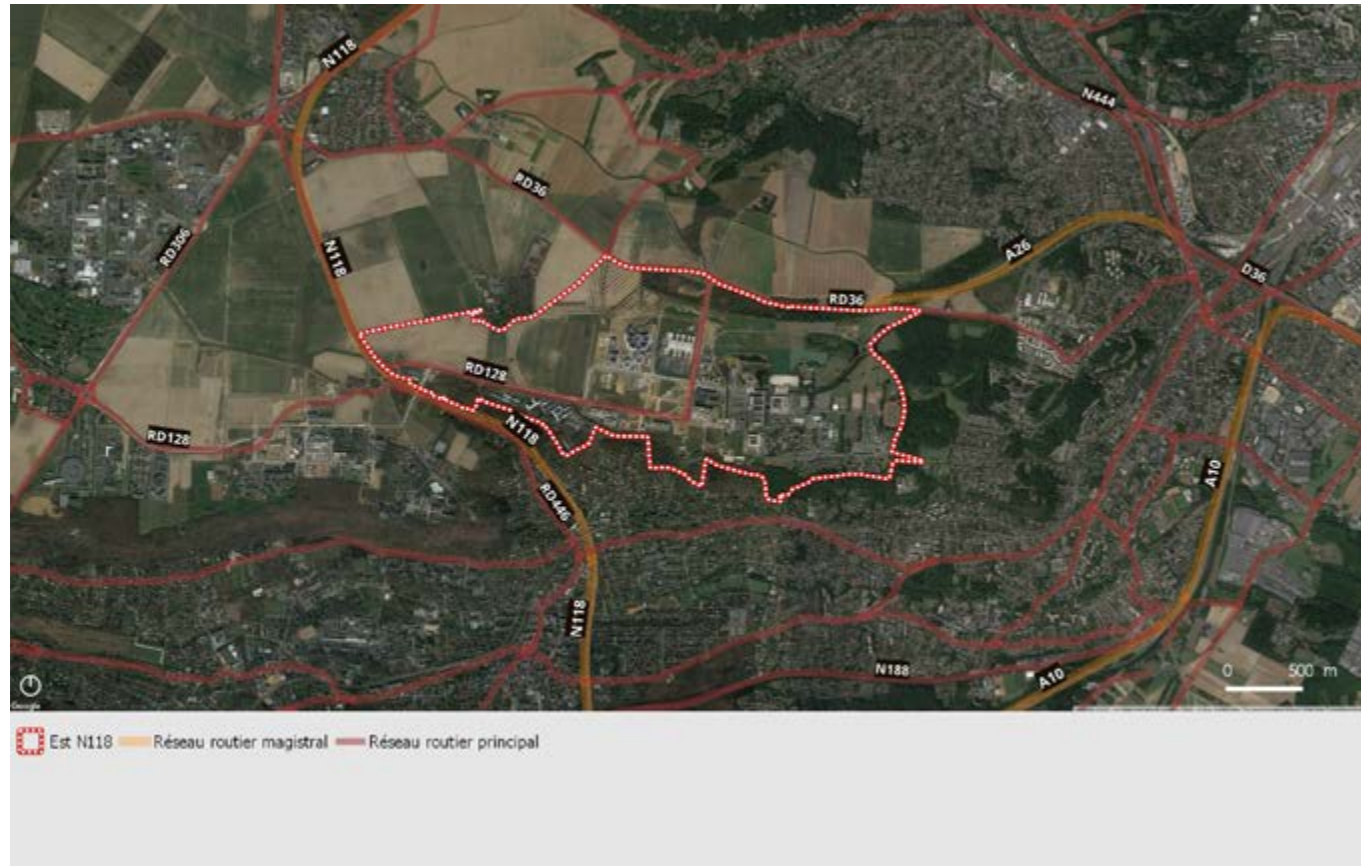 N118
N444
RD36
RD306
N118
A26
D36
RD36
RD128
N118
RD128
A10
RD446
N118
N188
A10
0 500 m
Google
Est N118 Réseau routier magistral Réseau routier principal